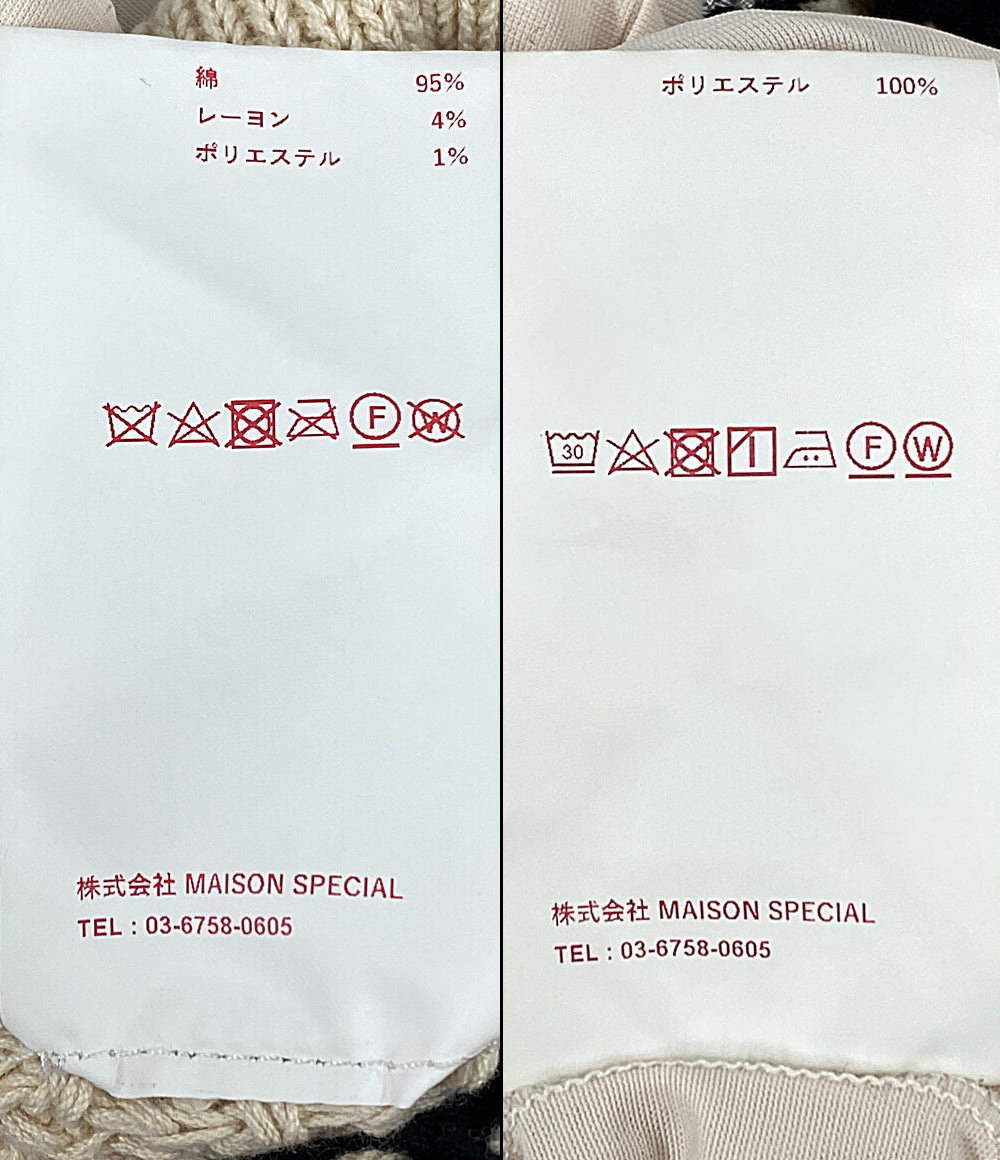 綿 95%
レーヨン 4%
ポリエステル 1%
F W
株式会社 MAISON SPECIAL
TEL : 03-6758-0605
ポリエステル 100%
30 F W
株式会社 MAISON SPECIAL
TEL : 03-6758-0605